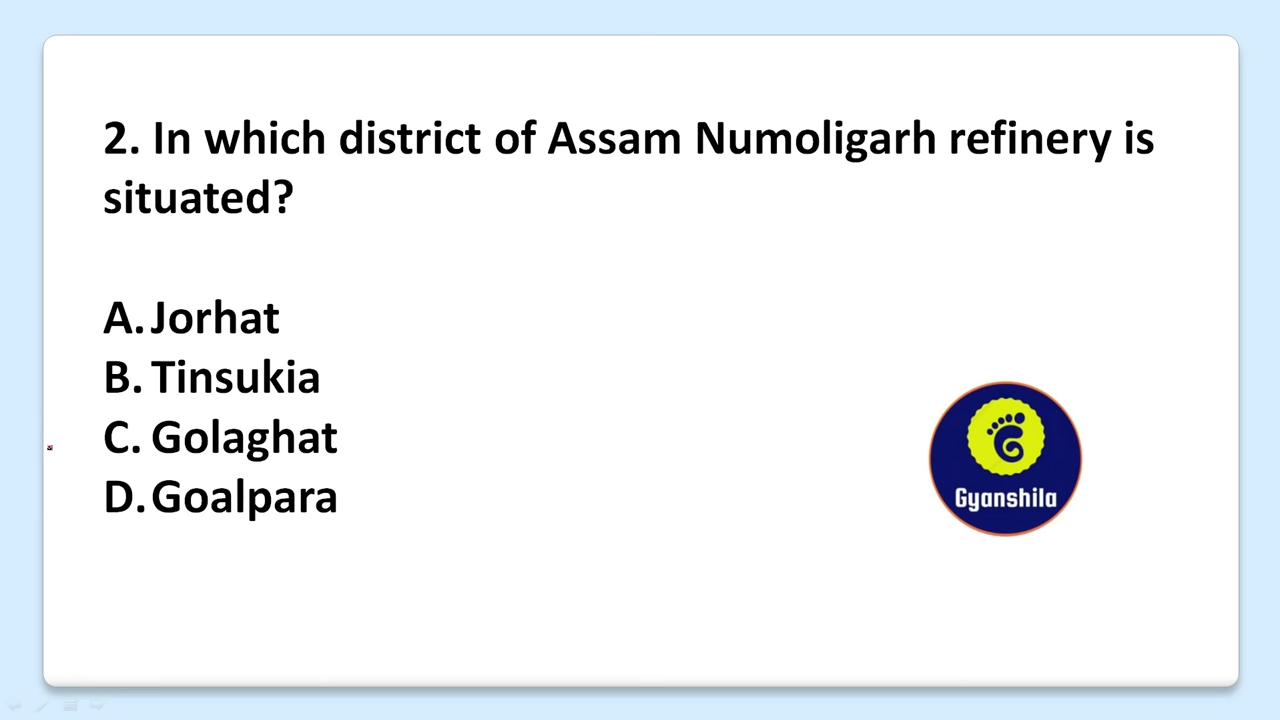 2. In which district of Assam Numoligarh refinery is
situated?
A. Jorhat
B. Tinsukia
C. Golaghat
D. Goalpara
Gyanshila